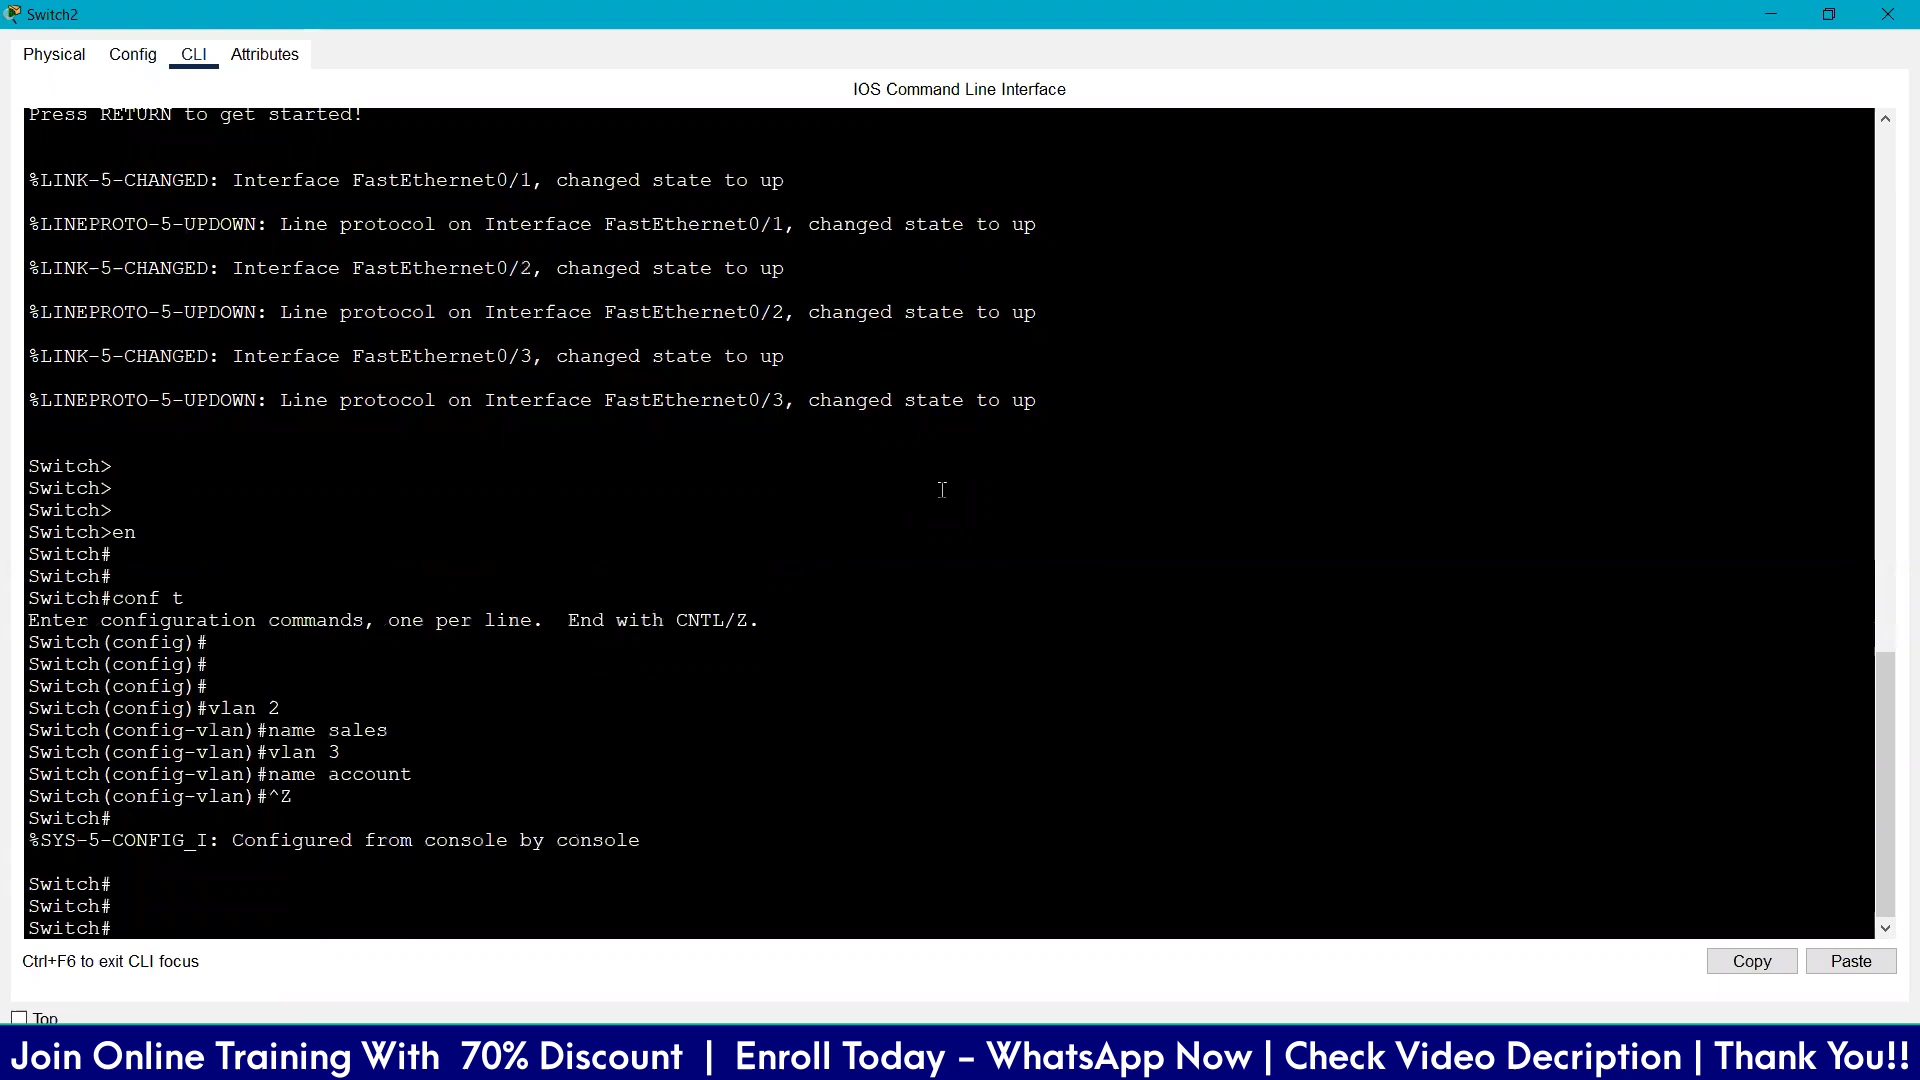 Switch2
Physical Config CLI Attributes
IOS Command Line Interface
Press RETURN to get started!
%LINK-5-CHANGED: Interface FastEthernet0/1, changed state to up
%LINEPROTO-5-UPDOWN: Line protocol on Interface FastEthernet0/1, changed state to up
%LINK-5-CHANGED: Interface FastEthernet0/2, changed state to up
%LINEPROTO-5-UPDOWN: Line protocol on Interface FastEthernet0/2, changed state to up
%LINK-5-CHANGED: Interface FastEthernet0/3, changed state to up
%LINEPROTO-5-UPDOWN: Line protocol on Interface FastEthernet0/3, changed state to up
Switch>
Switch>
Switch>
Switch>en
Switch#
Switch#
Switch#conf t
Enter configuration commands, one per line.  End with CNTL/Z.
Switch(config)#
Switch(config)#
Switch(config)#
Switch(config)#vlan 2
Switch(config-vlan)#name sales
Switch(config-vlan)#vlan 3
Switch(config-vlan)#name account
Switch(config-vlan)#^Z
Switch#
%SYS-5-CONFIG_I: Configured from console by console
Switch#
Switch#
Switch#
Ctrl+F6 to exit CLI focus
Copy Paste
Top
Join Online Training With 70% Discount | Enroll Today – WhatsApp Now | Check Video Decription | Thank You!!